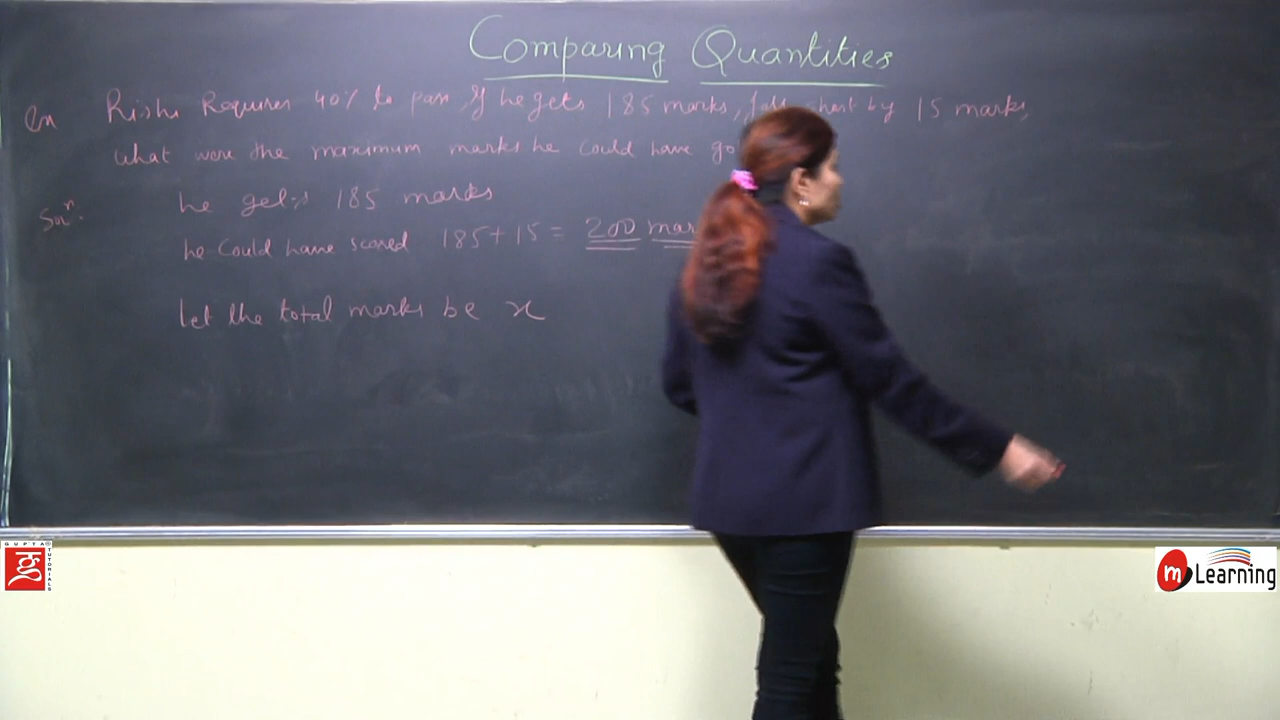 Comparing Quantities
Ex Rishi Requires 40% to pass, If he gets 185 marks, falls short by 15 marks,
What were the maximum marks he could have go
Solⁿ. he gets 185 marks
he Could have scored 185 + 15 = 200 mar
let the total marks be x
GUPTA TUTORIALS
m Learning